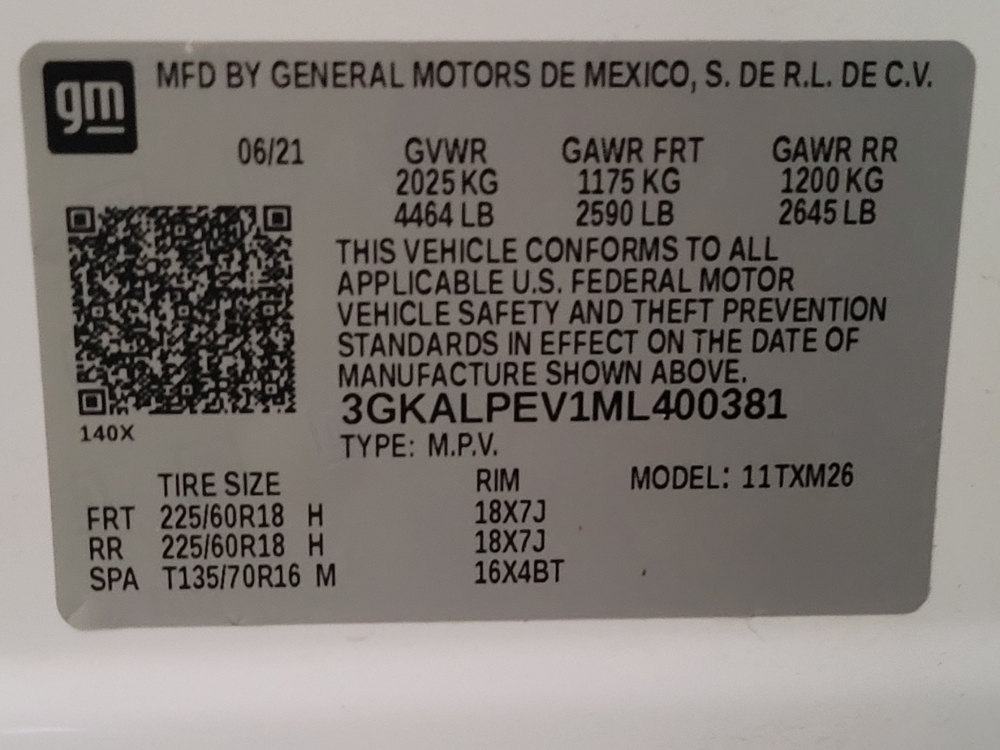 gm
MFD BY GENERAL MOTORS DE MEXICO, S. DE R.L. DE C.V.
06/21 GVWR GAWR FRT GAWR RR
2025 KG 1175 KG 1200 KG
4464 LB 2590 LB 2645 LB
THIS VEHICLE CONFORMS TO ALL
APPLICABLE U.S. FEDERAL MOTOR
VEHICLE SAFETY AND THEFT PREVENTION
STANDARDS IN EFFECT ON THE DATE OF
MANUFACTURE SHOWN ABOVE.
3GKALPEV1ML400381
140X
TYPE: M.P.V.
TIRE SIZE RIM MODEL: 11TXM26
FRT 225/60R18 H 18X7J
RR 225/60R18 H 18X7J
SPA T135/70R16 M 16X4BT